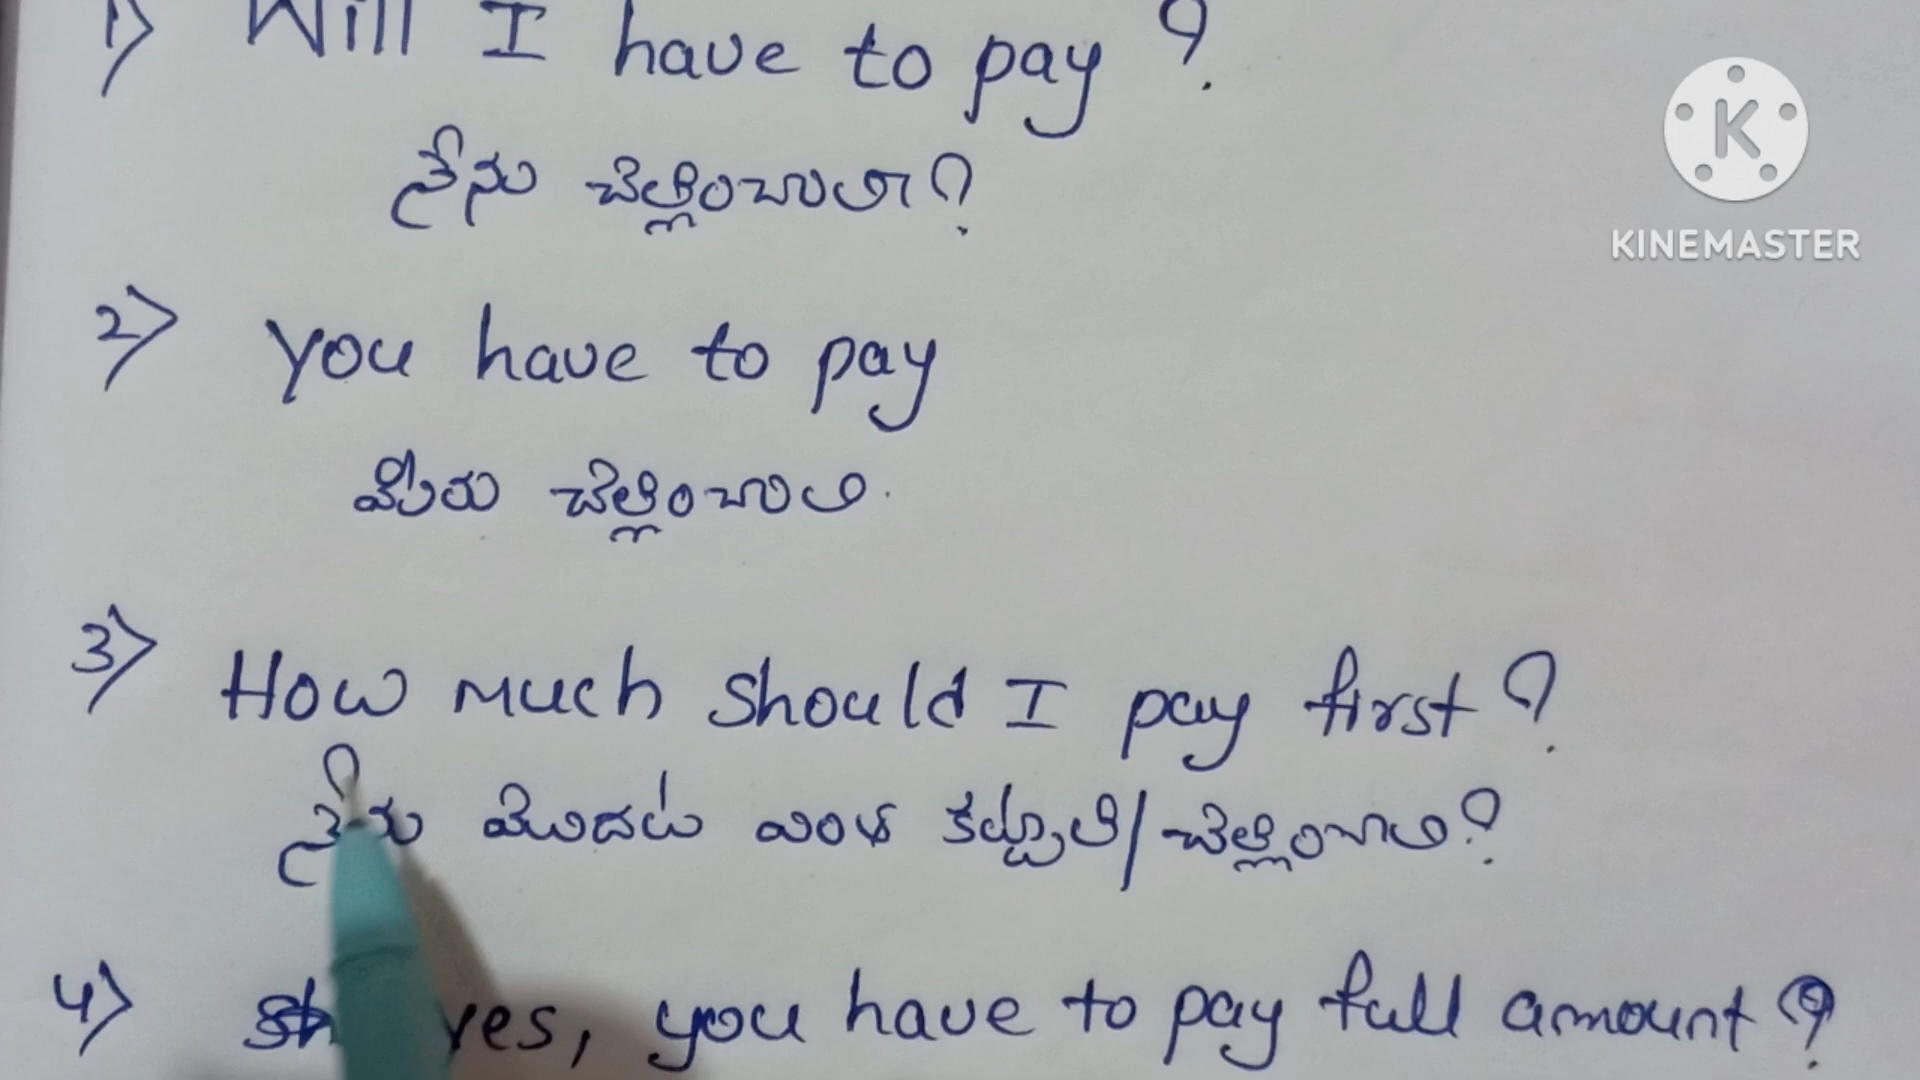 1) Will I have to pay?
నేను చెల్లించాలా?
K
KINEMASTER
2) you have to pay
మీరు చెల్లించాలి.
3) How much should I pay first?
నేను మొదట ఎంత కట్టాలి/చెల్లించాలి?
4) yes, you have to pay full amount?